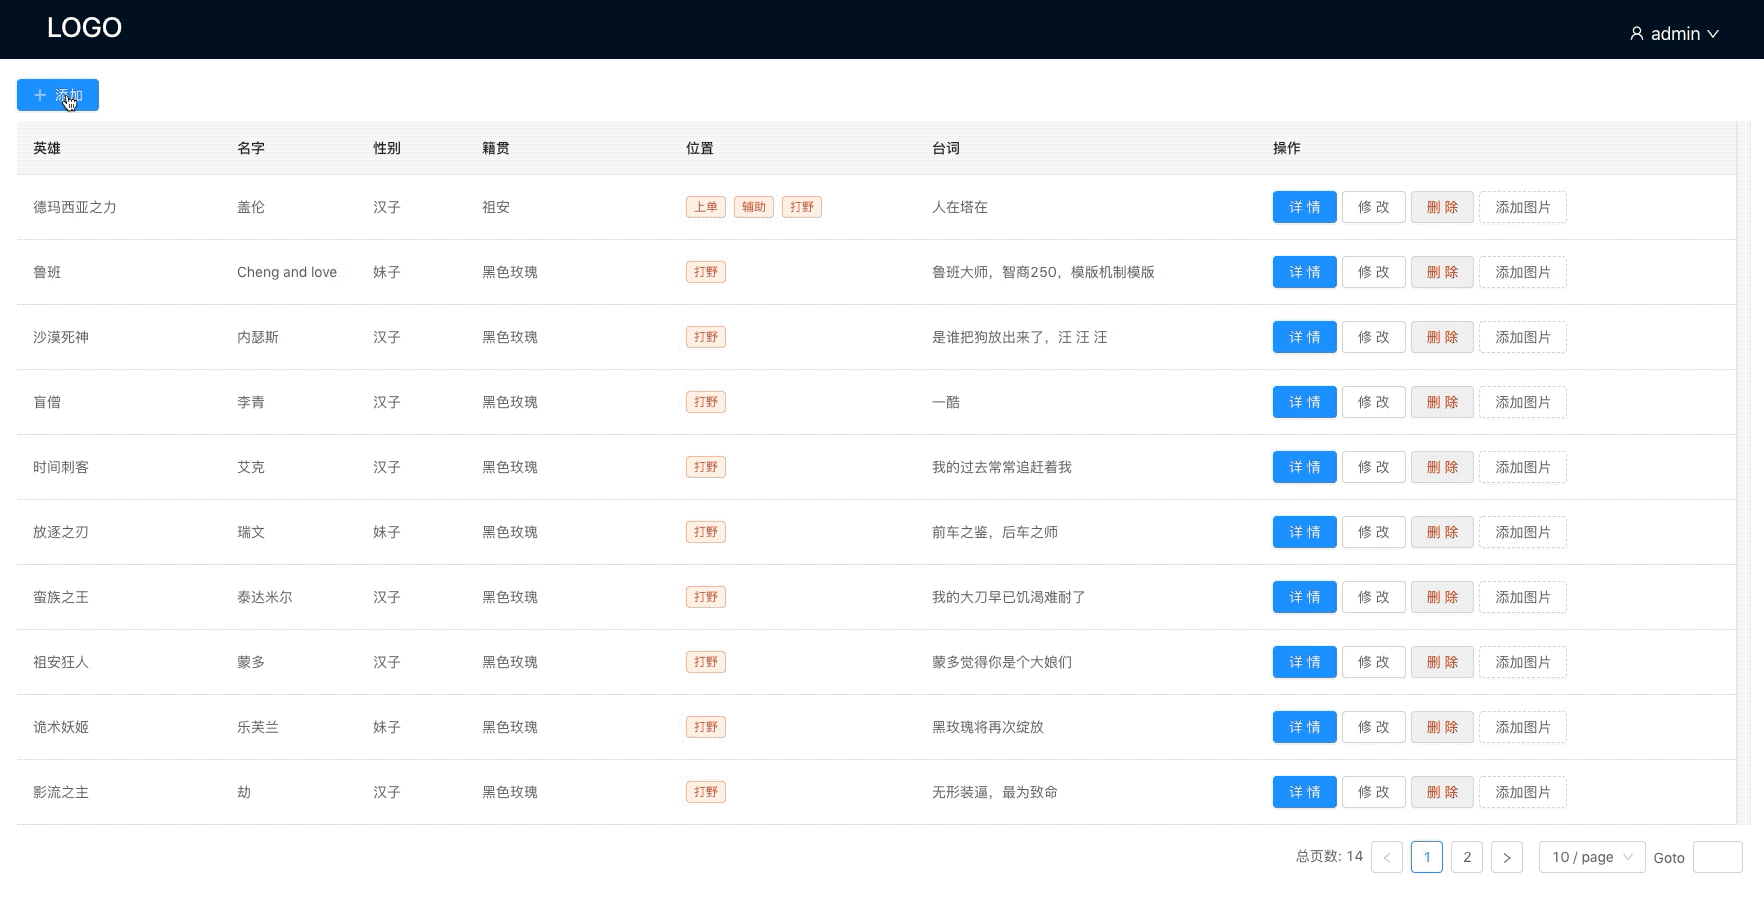 LOGO
admin
添加
英雄 名字 性别 籍贯 位置 台词 操作
德玛西亚之力 盖伦 汉子 祖安 上单 辅助 打野 人在塔在 详 情 修 改 删 除 添加图片
鲁班 Cheng and love 妹子 黑色玫瑰 打野 鲁班大师，智商250，模版机制模版 详 情 修 改 删 除 添加图片
沙漠死神 内瑟斯 汉子 黑色玫瑰 打野 是谁把狗放出来了，汪 汪 汪 详 情 修 改 删 除 添加图片
盲僧 李青 汉子 黑色玫瑰 打野 一酷 详 情 修 改 删 除 添加图片
时间刺客 艾克 汉子 黑色玫瑰 打野 我的过去常常追赶着我 详 情 修 改 删 除 添加图片
放逐之刃 瑞文 妹子 黑色玫瑰 打野 前车之鉴，后车之师 详 情 修 改 删 除 添加图片
蛮族之王 泰达米尔 汉子 黑色玫瑰 打野 我的大刀早已饥渴难耐了 详 情 修 改 删 除 添加图片
祖安狂人 蒙多 汉子 黑色玫瑰 打野 蒙多觉得你是个大娘们 详 情 修 改 删 除 添加图片
诡术妖姬 乐芙兰 妹子 黑色玫瑰 打野 黑玫瑰将再次绽放 详 情 修 改 删 除 添加图片
影流之主 劫 汉子 黑色玫瑰 打野 无形装逼，最为致命 详 情 修 改 删 除 添加图片
总页数: 14 < 1 2 > 10 / page Goto